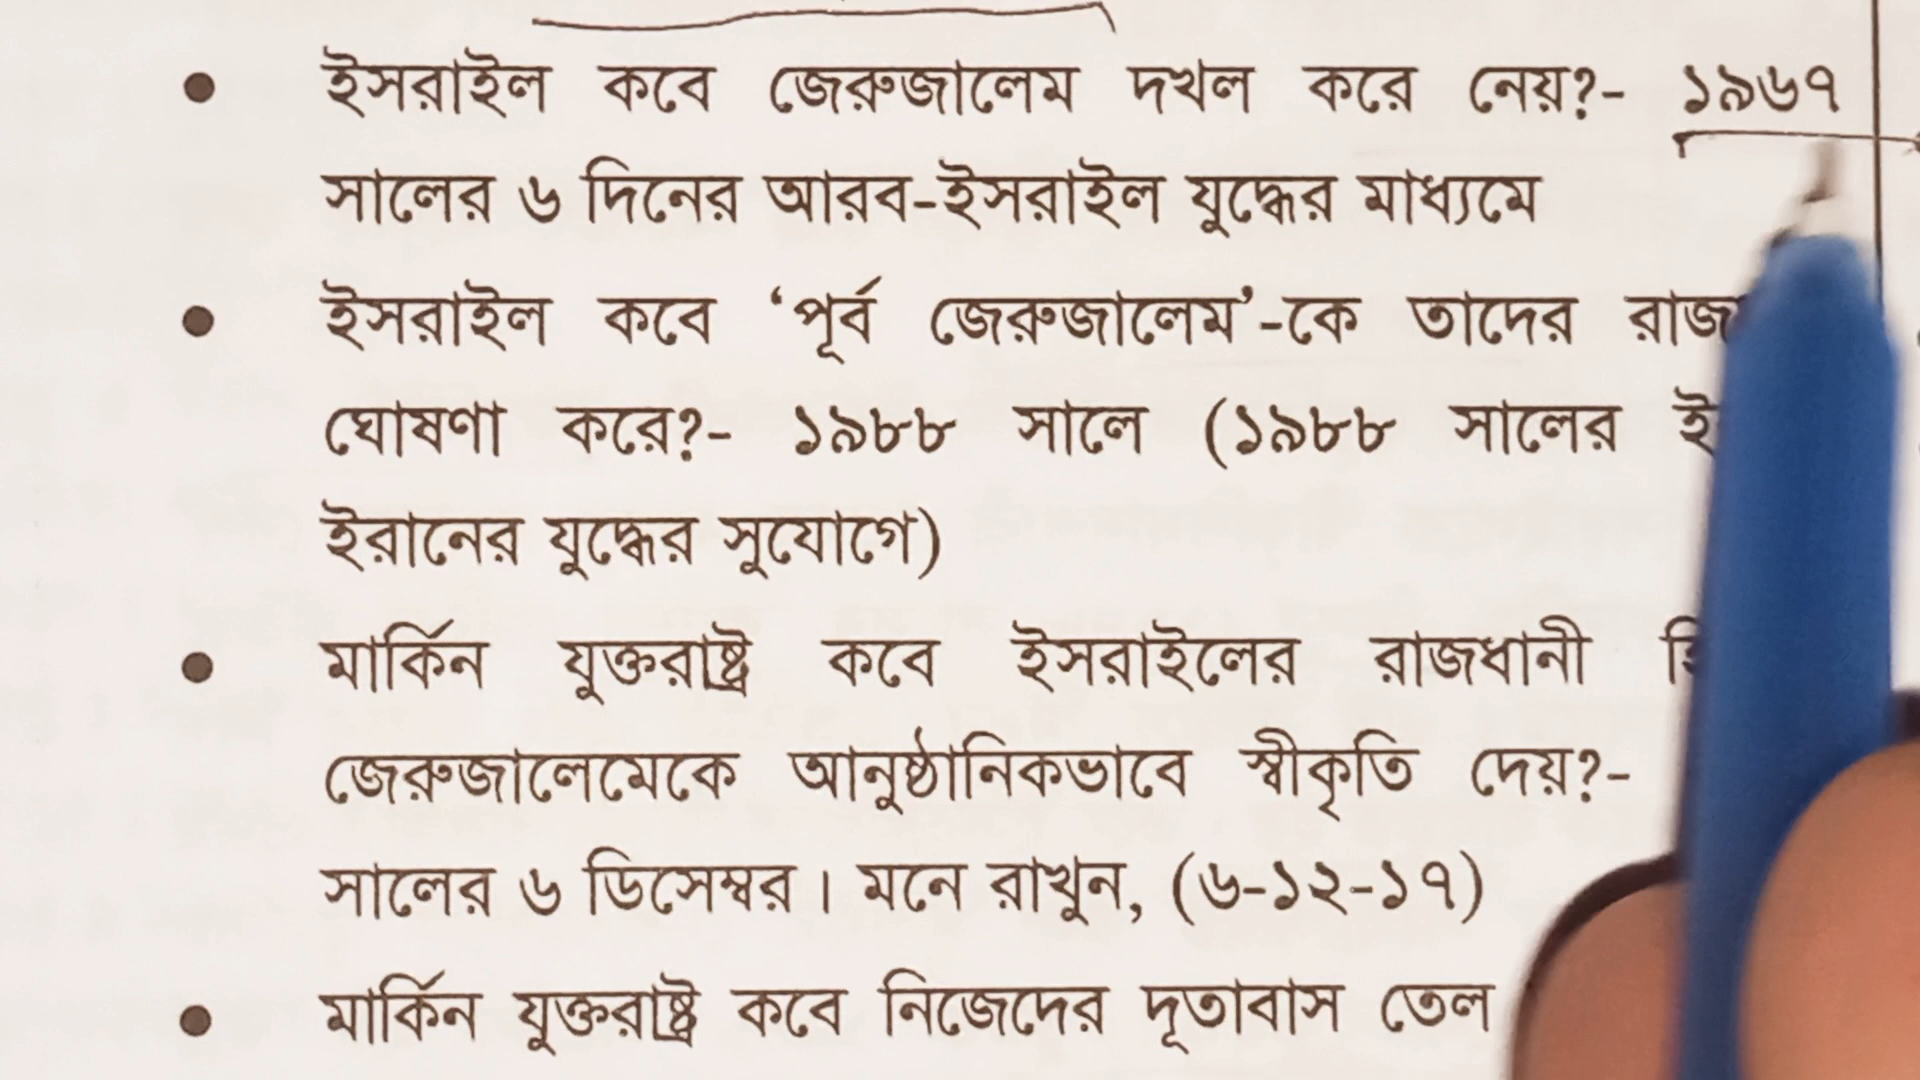 ইসরাইল কবে জেরুজালেম দখল করে নেয়?- ১৯৬৭
সালের ৬ দিনের আরব-ইসরাইল যুদ্ধের মাধ্যমে
ইসরাইল কবে ‘পূর্ব জেরুজালেম’-কে তাদের
ঘোষণা করে?- ১৯৮৮ সালে (১৯৮৮ সালের
ইরানের যুদ্ধের সুযোগে)
মার্কিন যুক্তরাষ্ট্র কবে ইসরাইলের রাজধানী
জেরুজালেমেকে আনুষ্ঠানিকভাবে স্বীকৃতি দেয়?-
সালের ৬ ডিসেম্বর। মনে রাখুন, (৬-১২-১৭)
মার্কিন যুক্তরাষ্ট্র কবে নিজেদের দূতাবাস তেল